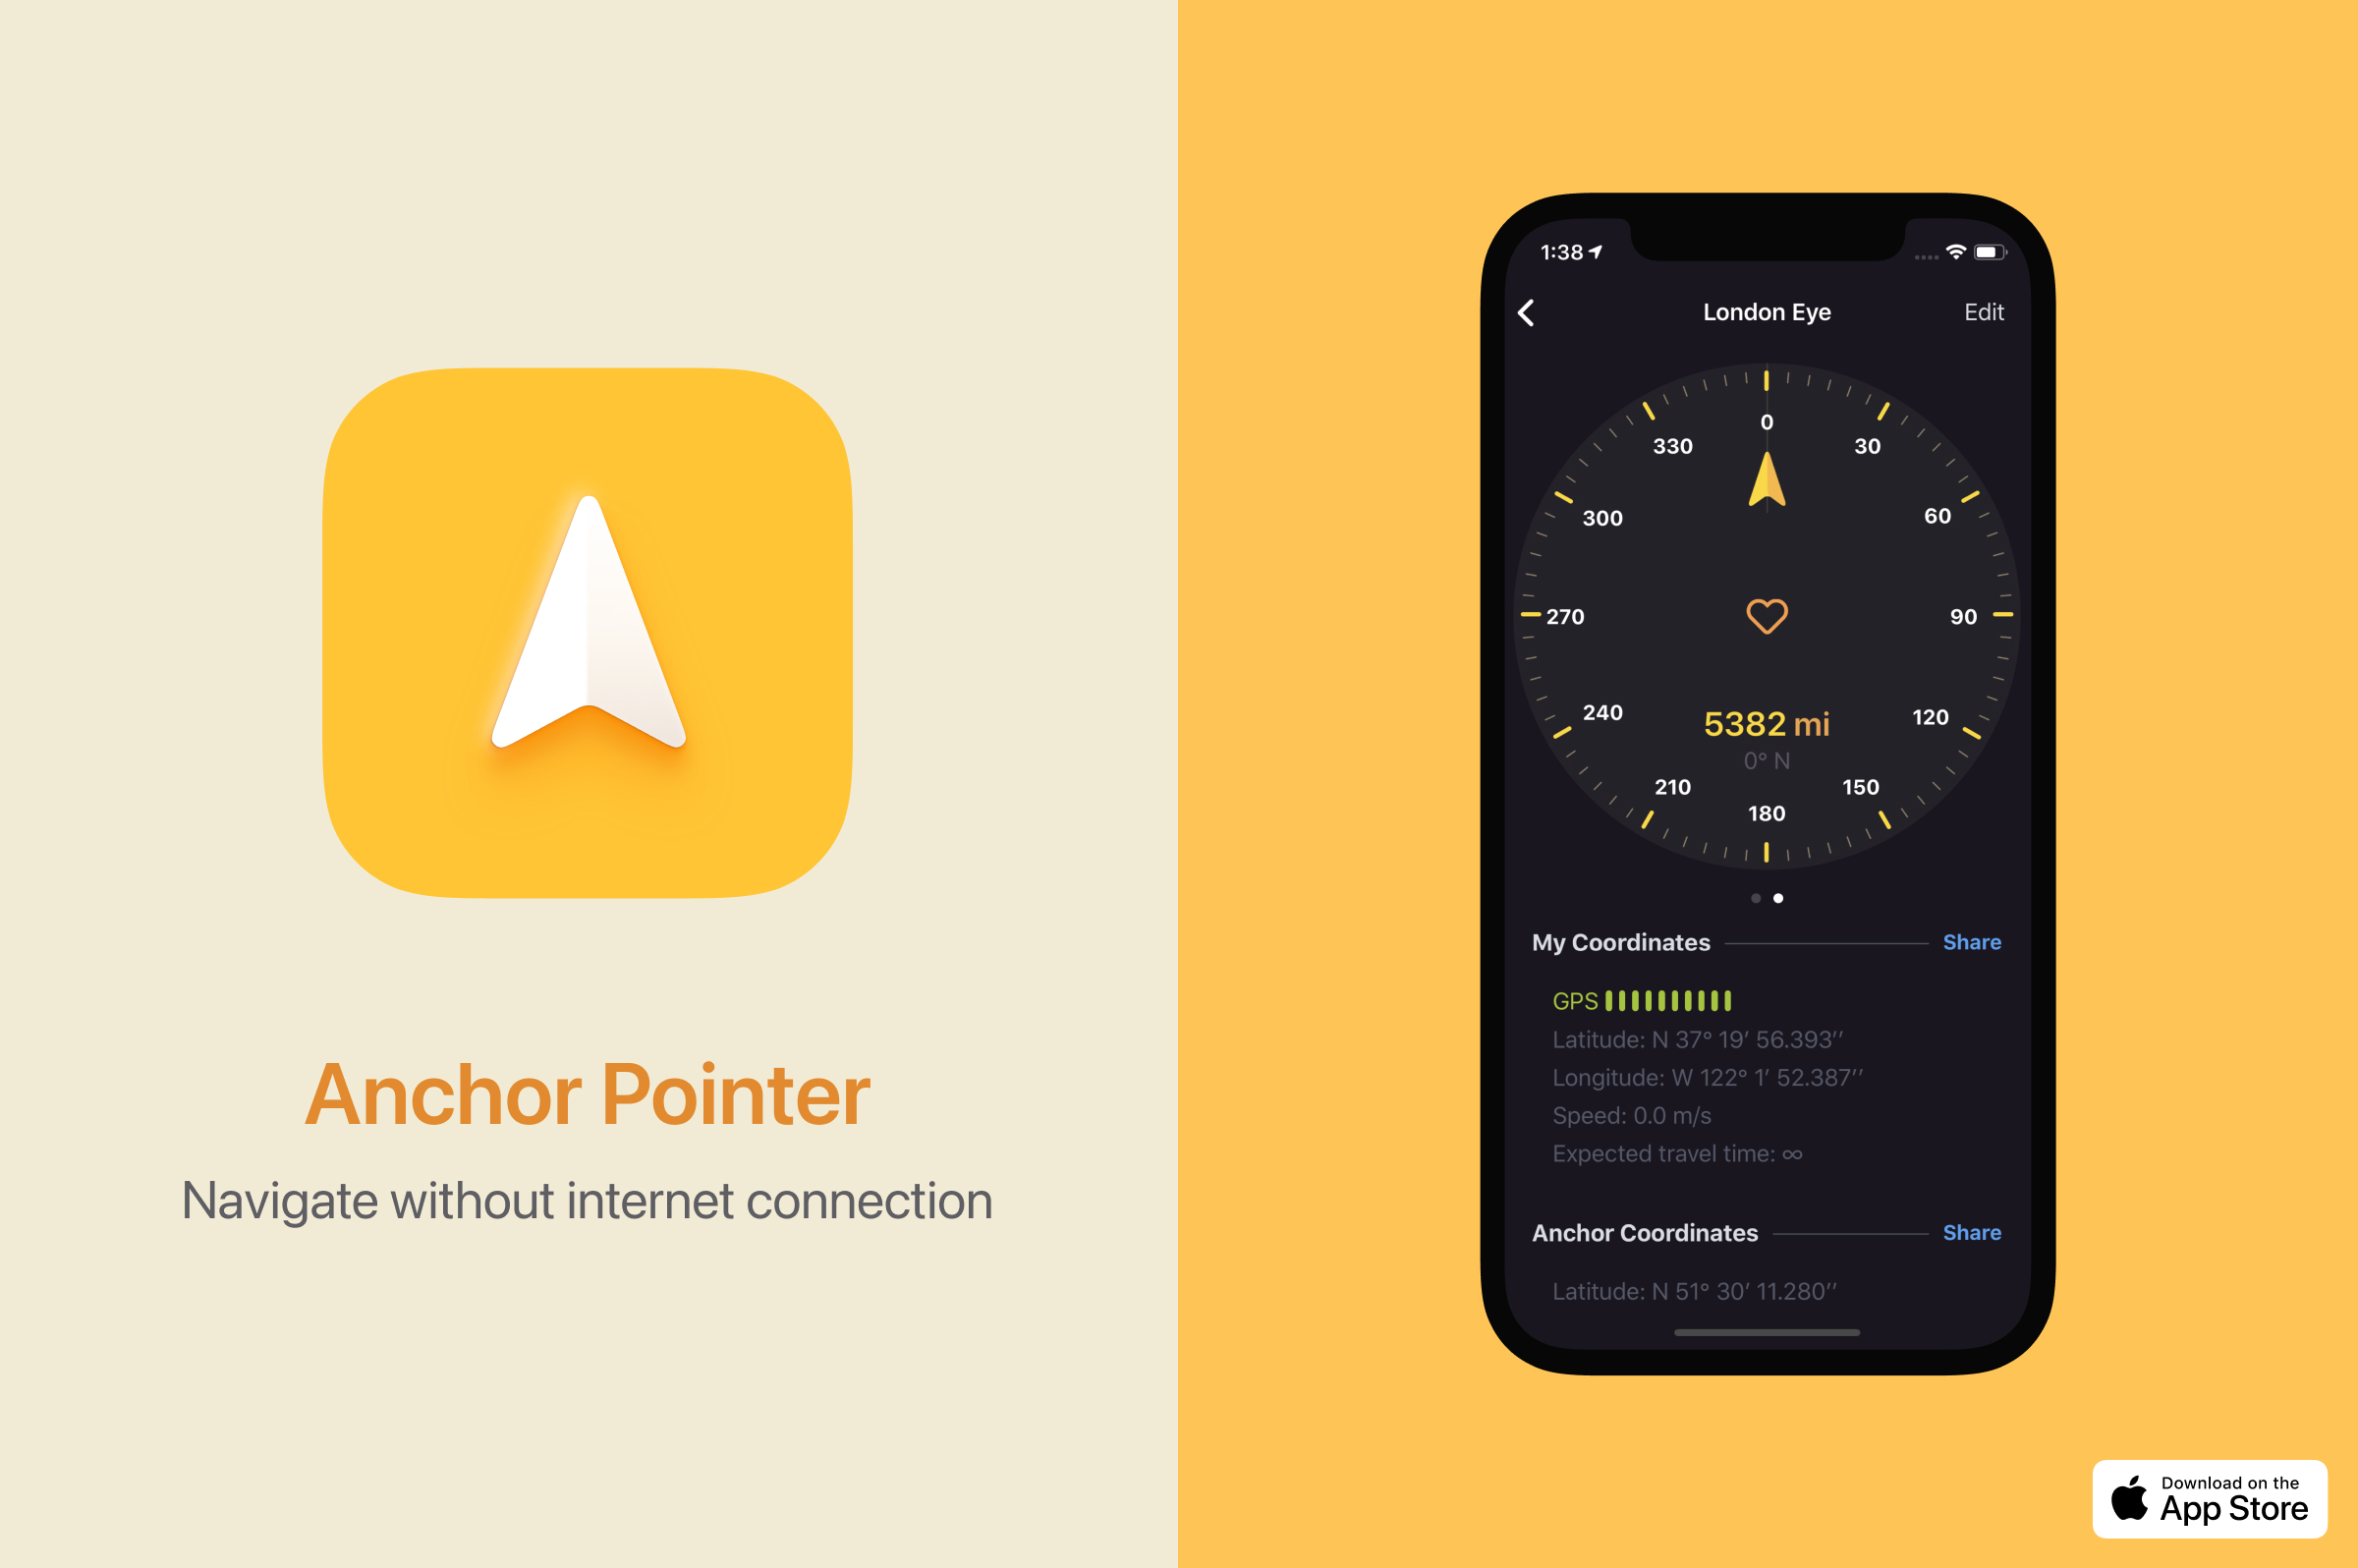 Anchor Pointer
Navigate without internet connection
1:38
London Eye
Edit
0
330
30
300
60
270
90
240
120
5382 mi
0° N
210
150
180
My Coordinates
Share
GPS
Latitude: N 37° 19′ 56.393′′
Longitude: W 122° 1′ 52.387′′
Speed: 0.0 m/s
Expected travel time: ∞
Anchor Coordinates
Share
Latitude: N 51° 30′ 11.280′′
Download on the
App Store